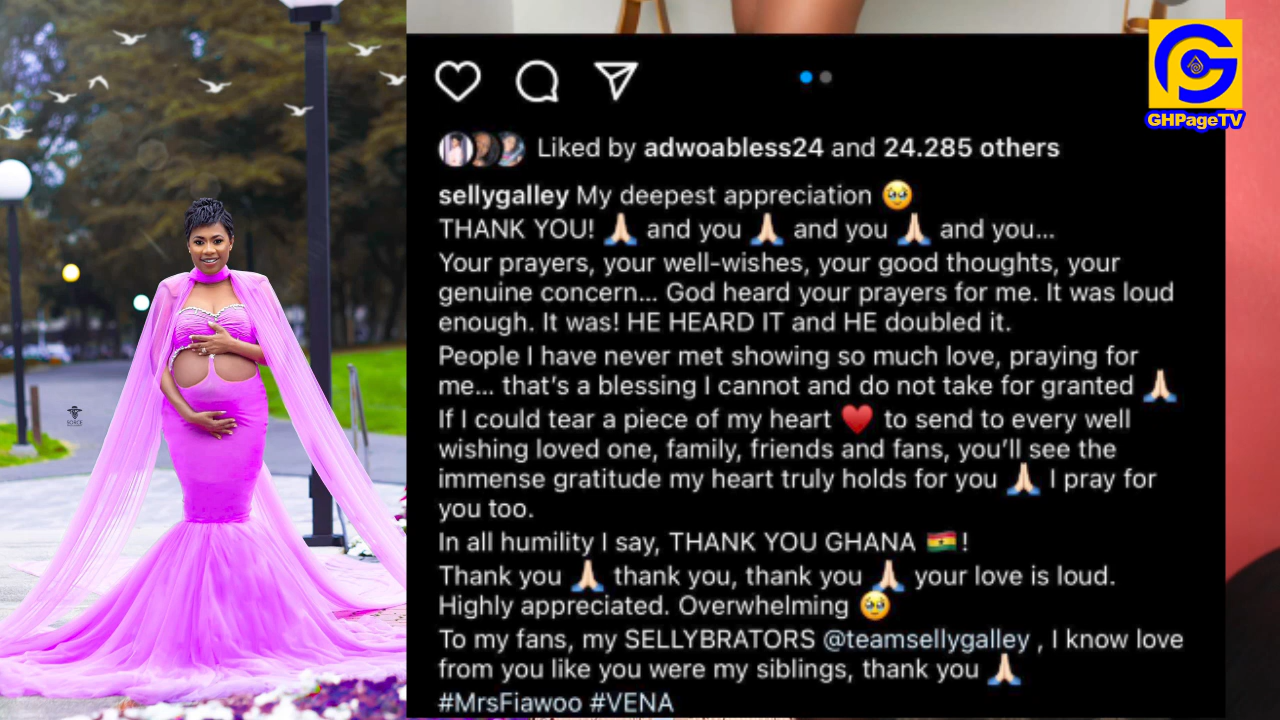 GHPageTV
Liked by adwoabless24 and 24.285 others
sellygalley My deepest appreciation 🥹
THANK YOU! 🙏🏻 and you 🙏🏻 and you 🙏🏻 and you...
Your prayers, your well-wishes, your good thoughts, your
genuine concern... God heard your prayers for me. It was loud
enough. It was! HE HEARD IT and HE doubled it.
People I have never met showing so much love, praying for
me... that's a blessing I cannot and do not take for granted 🙏🏻
If I could tear a piece of my heart ♥️ to send to every well
wishing loved one, family, friends and fans, you'll see the
immense gratitude my heart truly holds for you 🙏🏻 I pray for
you too.
In all humility I say, THANK YOU GHANA 🇬🇭!
Thank you 🙏🏻 thank you, thank you 🙏🏻 your love is loud.
Highly appreciated. Overwhelming 🥹
To my fans, my SELLYBRATORS @teamsellygalley , I know love
from you like you were my siblings, thank you 🙏🏻
#MrsFiawoo #VENA